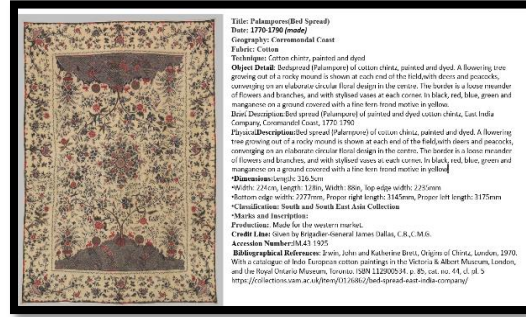 Title: Palampores(Bed Spread)
Date: 1770-1790 (made)
Geography: Corromondal Coast
Fabric: Cotton
Technique: Cotton chintz, painted and dyed
Object Detail: Bedspread (Palampore) of cotton chintz, painted and dyed. A flowering tree
growing out of a rocky mound is shown at each end of the field,with deers and peacocks,
converging on an elaborate circular floral design in the centre. The border is a loose meander
of flowers and branches, and with stylised vases at each corner. In black, red, blue, green and
manganese on a ground covered with a fine fern frond motive in yellow.
Brief Description:Bed spread (Palampore) of painted and dyed cotton chintz, East India
Company, Coromandel Coast, 1770-1790
PhysicalDescription:Bed spread (Palampore) of cotton chintz, painted and dyed. A flowering
tree growing out of a rocky mound is shown at each end of the field,with deers and peacocks,
converging on an elaborate circular floral design in the centre. The border is a loose meander
of flowers and branches, and with stylised vases at each corner. In black, red, blue, green and
manganese on a ground covered with a fine fern frond motive in yellow
•Dimensions:Length: 316.5cm
•Width: 224cm, Length: 128in, Width: 88in, Top edge width: 2235mm
•Bottom edge width: 2277mm, Proper right length: 3145mm, Proper left length: 3175mm
•Classification: South and South East Asia Collection
•Marks and Inscription:
Production: Made for the western market.
Credit Line: Given by Brigadier-General James Dallas, C.B.,C.M.G.
Accession Number:IM.43-1925
Bibliographical References: Irwin, John and Katherine Brett, Origins of Chintz, London, 1970.
With a catalogue of Indo-European cotton paintings in the Victoria & Albert Museum, London,
and the Royal Ontario Museum, Toronto. ISBN 112900534. p. 85, cat. no. 44, cl. pl. 5
https://collections.vam.ac.uk/item/O126862/bed-spread-east-india-company/